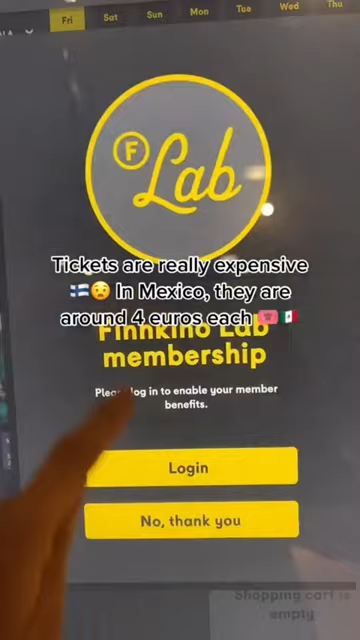 Fri Sat Sun Mon Tue Wed Thu
F Lab
Tickets are really expensive
🇫🇮😧 In Mexico, they are
around 4 euros each 🎟️🇲🇽
Finnkino Lab
membership
Please log in to enable your member
benefits.
Login
No, thank you
Shopping cart is
empty